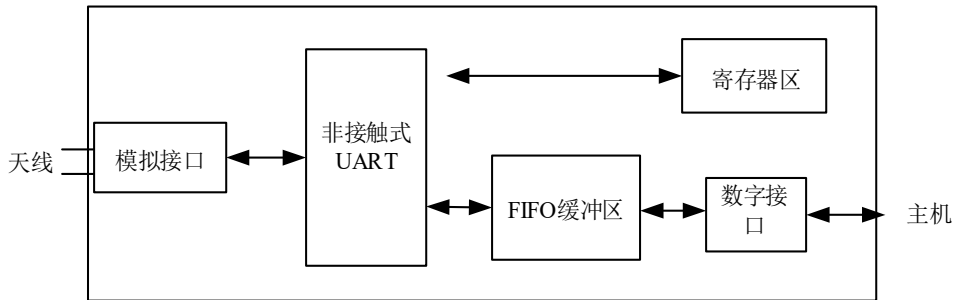 寄存器区
非接触式
UART
天线
模拟接口
FIFO缓冲区
数字接
口
主机